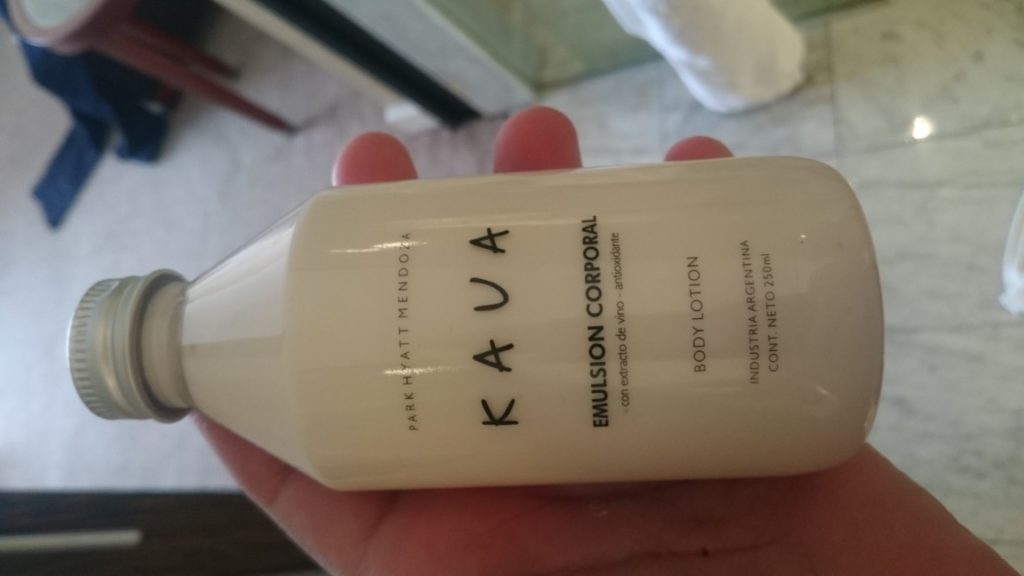 PARK HYATT MENDOZA
KAUA
EMULSION CORPORAL
- con extracto de vino - antioxidante
BODY LOTION
INDUSTRIA ARGENTINA
CONT. NETO 250ml